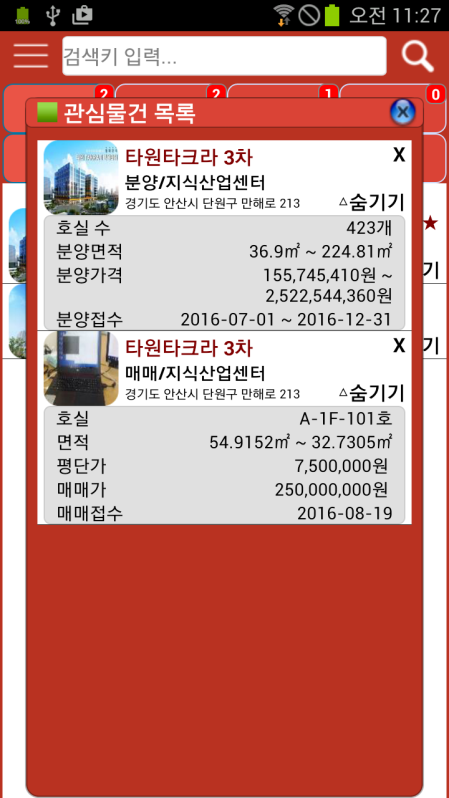 100%
오전 11:27
검색키 입력...
2
2
1
0
관심물건 목록
타원타크라 3차
X
분양/지식산업센터
경기도 안산시 단원구 만해로 213
△숨기기
호실 수 423개
분양면적 36.9㎡ ~ 224.81㎡
분양가격 155,745,410원 ~
2,522,544,360원
분양접수 2016-07-01 ~ 2016-12-31
★
기
타원타크라 3차
X
매매/지식산업센터
경기도 안산시 단원구 만해로 213
△숨기기
기
호실 A-1F-101호
면적 54.9152㎡ ~ 32.7305㎡
평단가 7,500,000원
매매가 250,000,000원
매매접수 2016-08-19